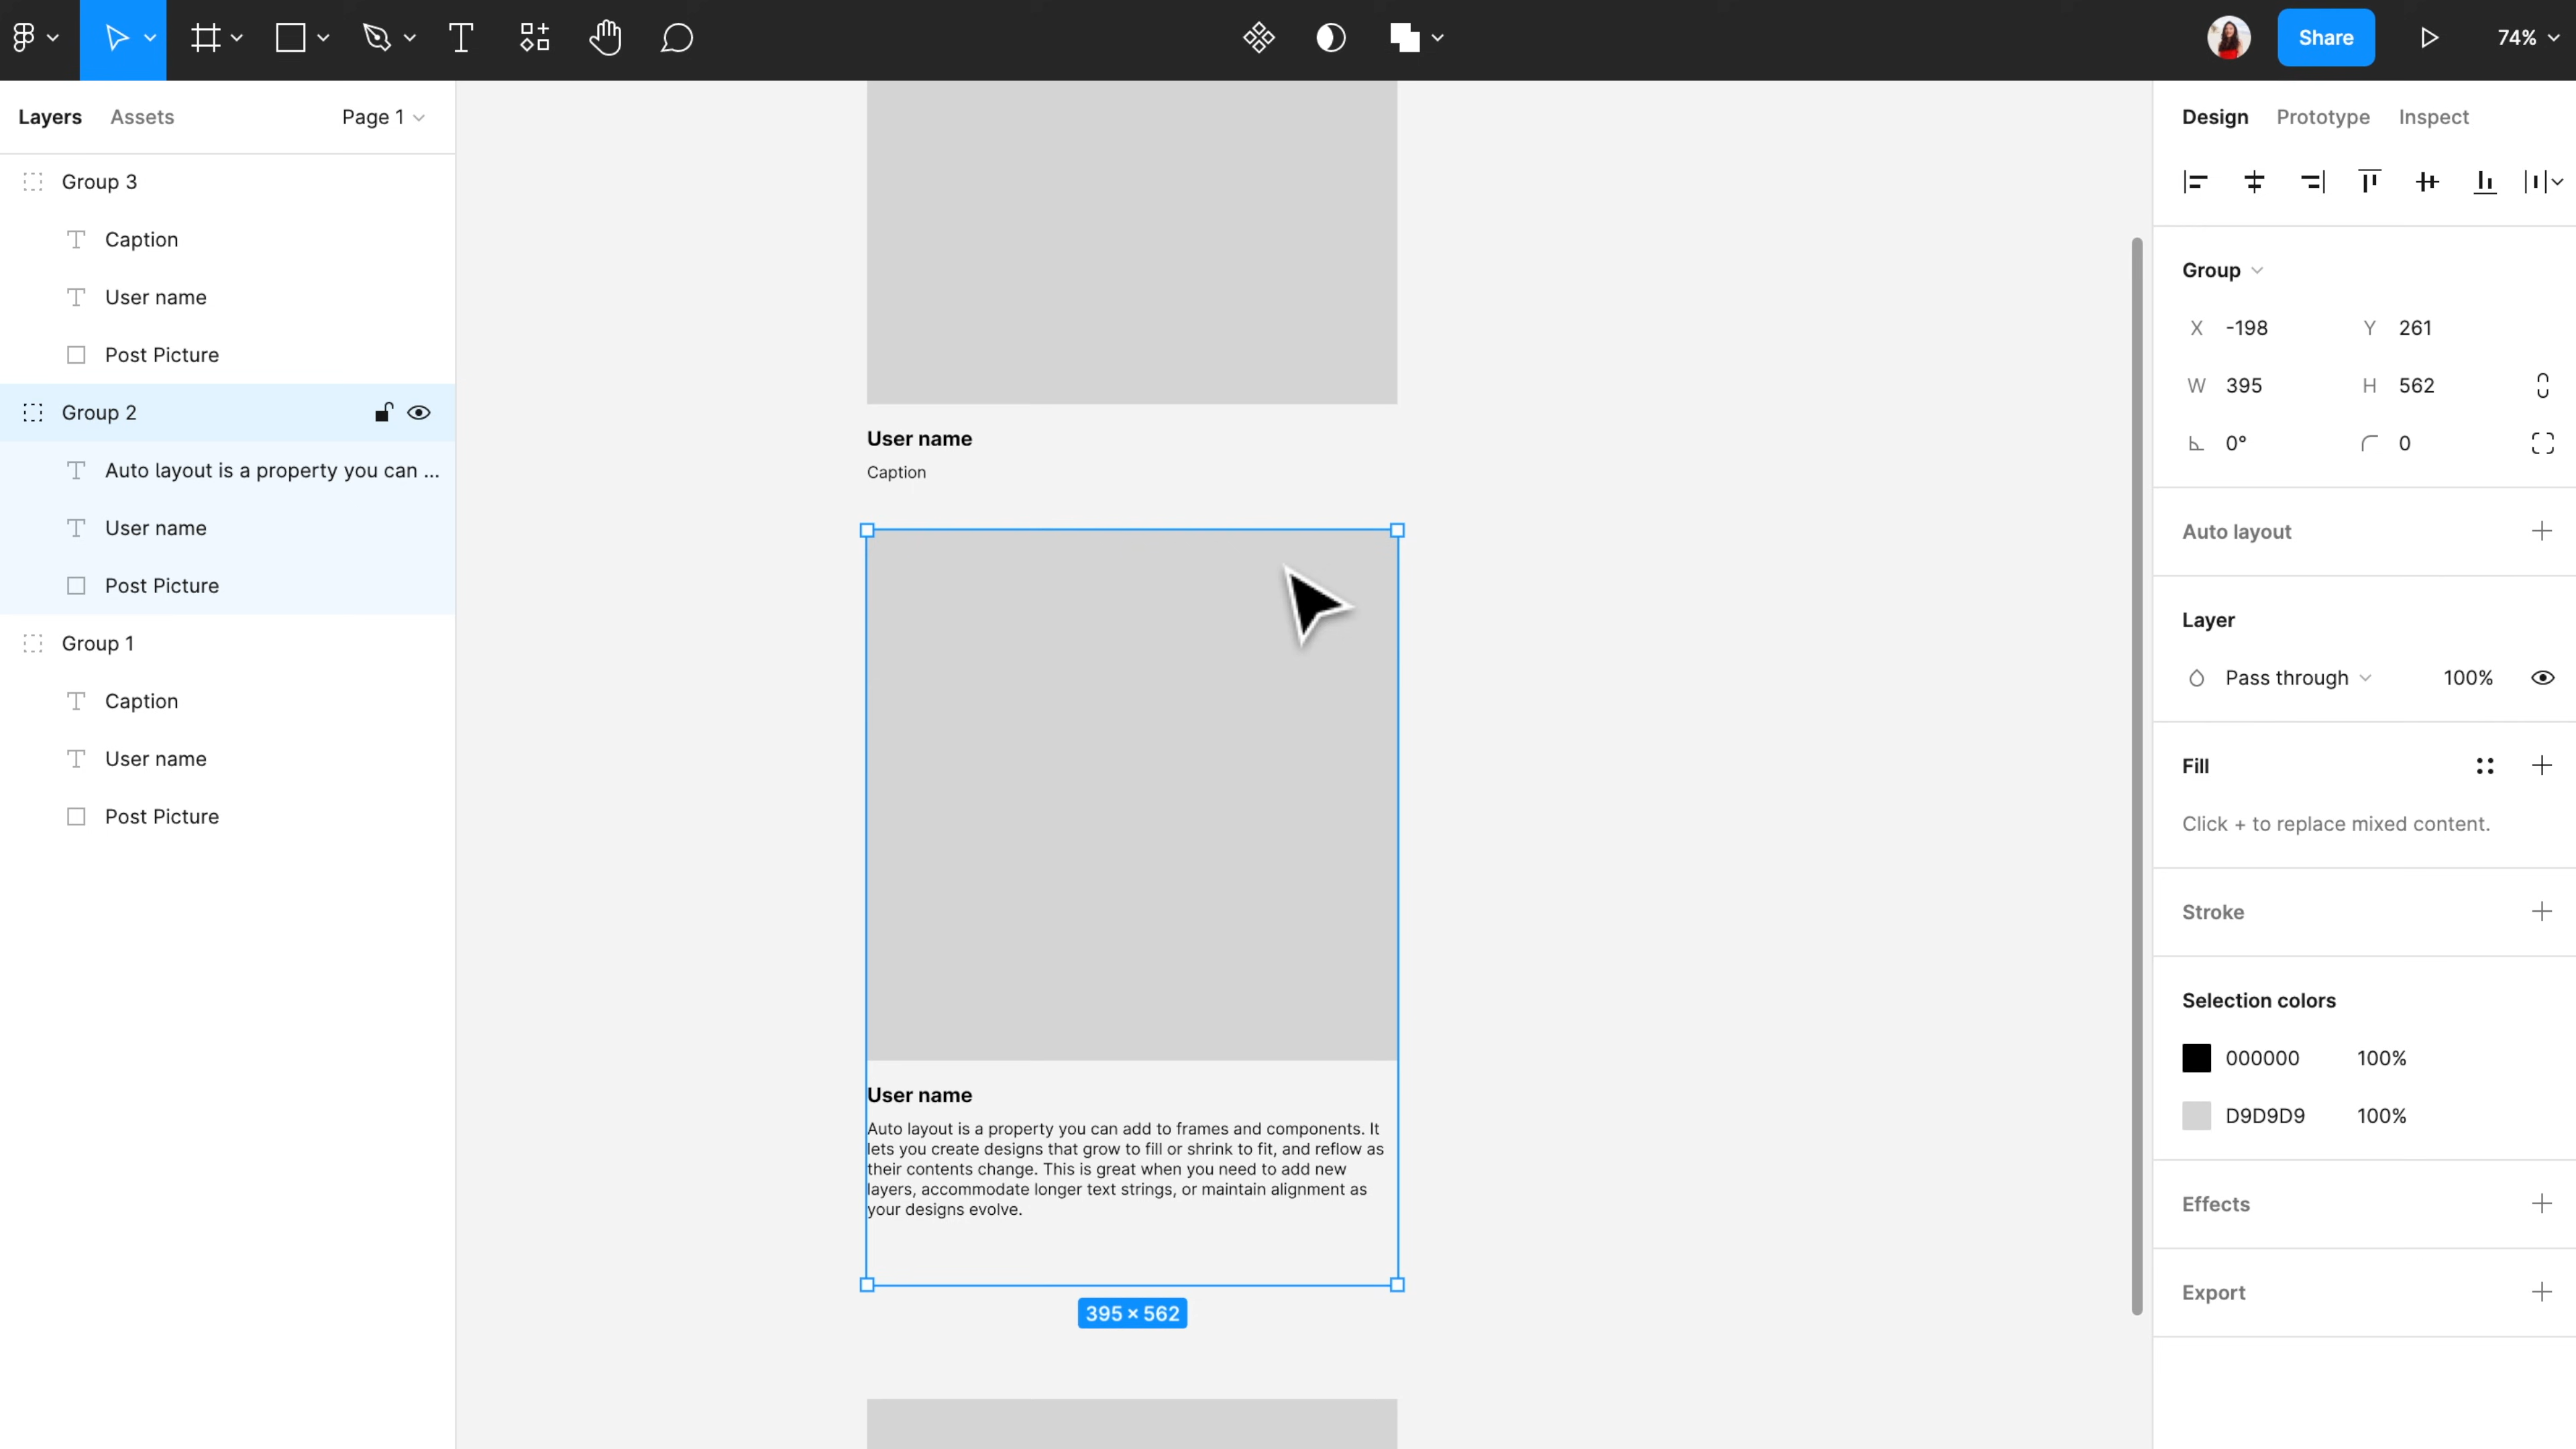 Share
74%
Layers Assets Page 1
Group 3
Caption
User name
Post Picture
Group 2
Auto layout is a property you can ...
User name
Post Picture
Group 1
Caption
User name
Post Picture
User name
Caption
User name
Auto layout is a property you can add to frames and components. It
lets you create designs that grow to fill or shrink to fit, and reflow as
their contents change. This is great when you need to add new
layers, accommodate longer text strings, or maintain alignment as
your designs evolve.
395 × 562
Design Prototype Inspect
Group
X -198 Y 261
W 395 H 562
0° 0
Auto layout
Layer
Pass through 100%
Fill
Click + to replace mixed content.
Stroke
Selection colors
000000 100%
D9D9D9 100%
Effects
Export